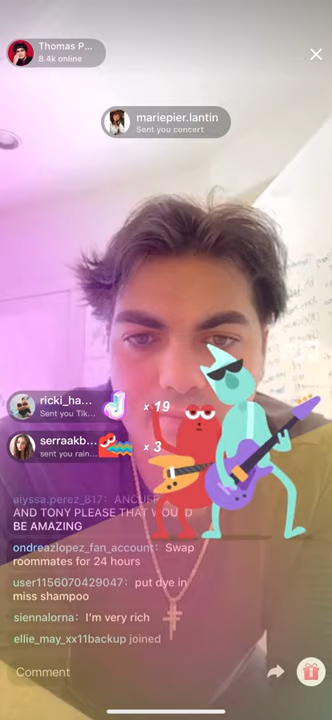 Thomas P...
8.4k online
mariepier.lantin
Sent you concert
ricki_ha...
Sent you Tik...
x 19
serraakb...
sent you rain...
x 3
alyssa.perez_817: ANCUER
AND TONY PLEASE THAT WOULD
BE AMAZING
ondreazlopez_fan_account: Swap
roommates for 24 hours
user1156070429047: put dye in
miss shampoo
siennalorna: I'm very rich
ellie_may_xx11backup joined
Comment